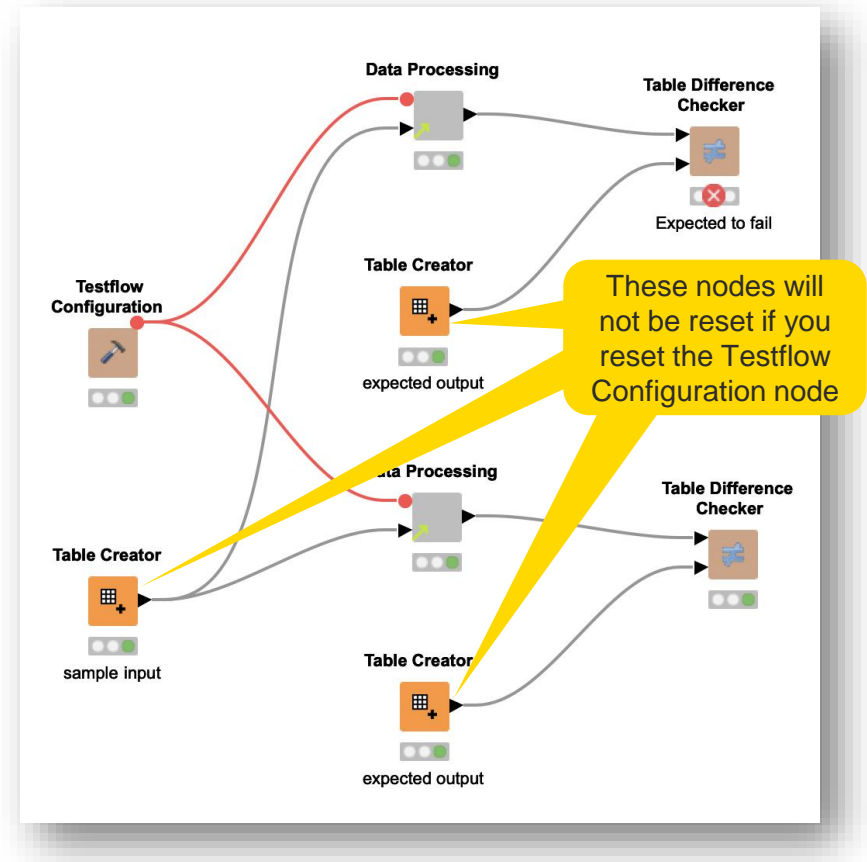 Data Processing
Table Difference
Checker
Expected to fail
Table Creator
expected output
These nodes will
not be reset if you
reset the Testflow
Configuration node
Testflow
Configuration
Data Processing
Table Difference
Checker
Table Creator
sample input
Table Creator
expected output